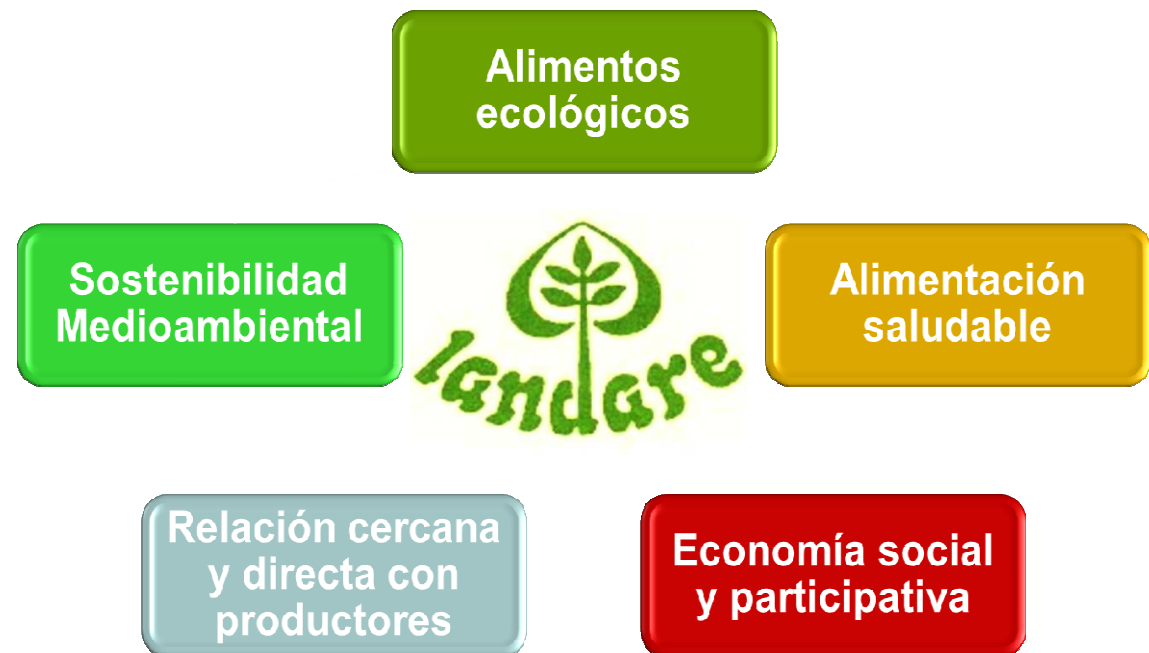 Alimentos
ecológicos
Sostenibilidad
Medioambiental
landare
Alimentación
saludable
Relación cercana
y directa con
productores
Economía social
y participativa